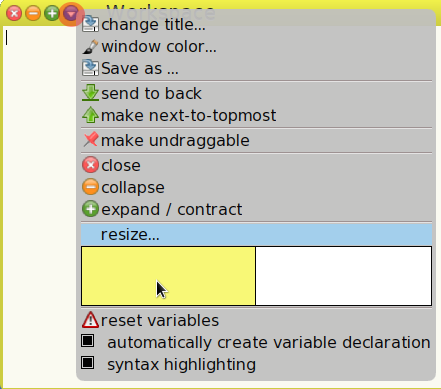 Workspace
change title...
window color...
Save as ...
send to back
make next-to-topmost
make undraggable
close
collapse
expand / contract
resize...
reset variables
automatically create variable declaration
syntax highlighting